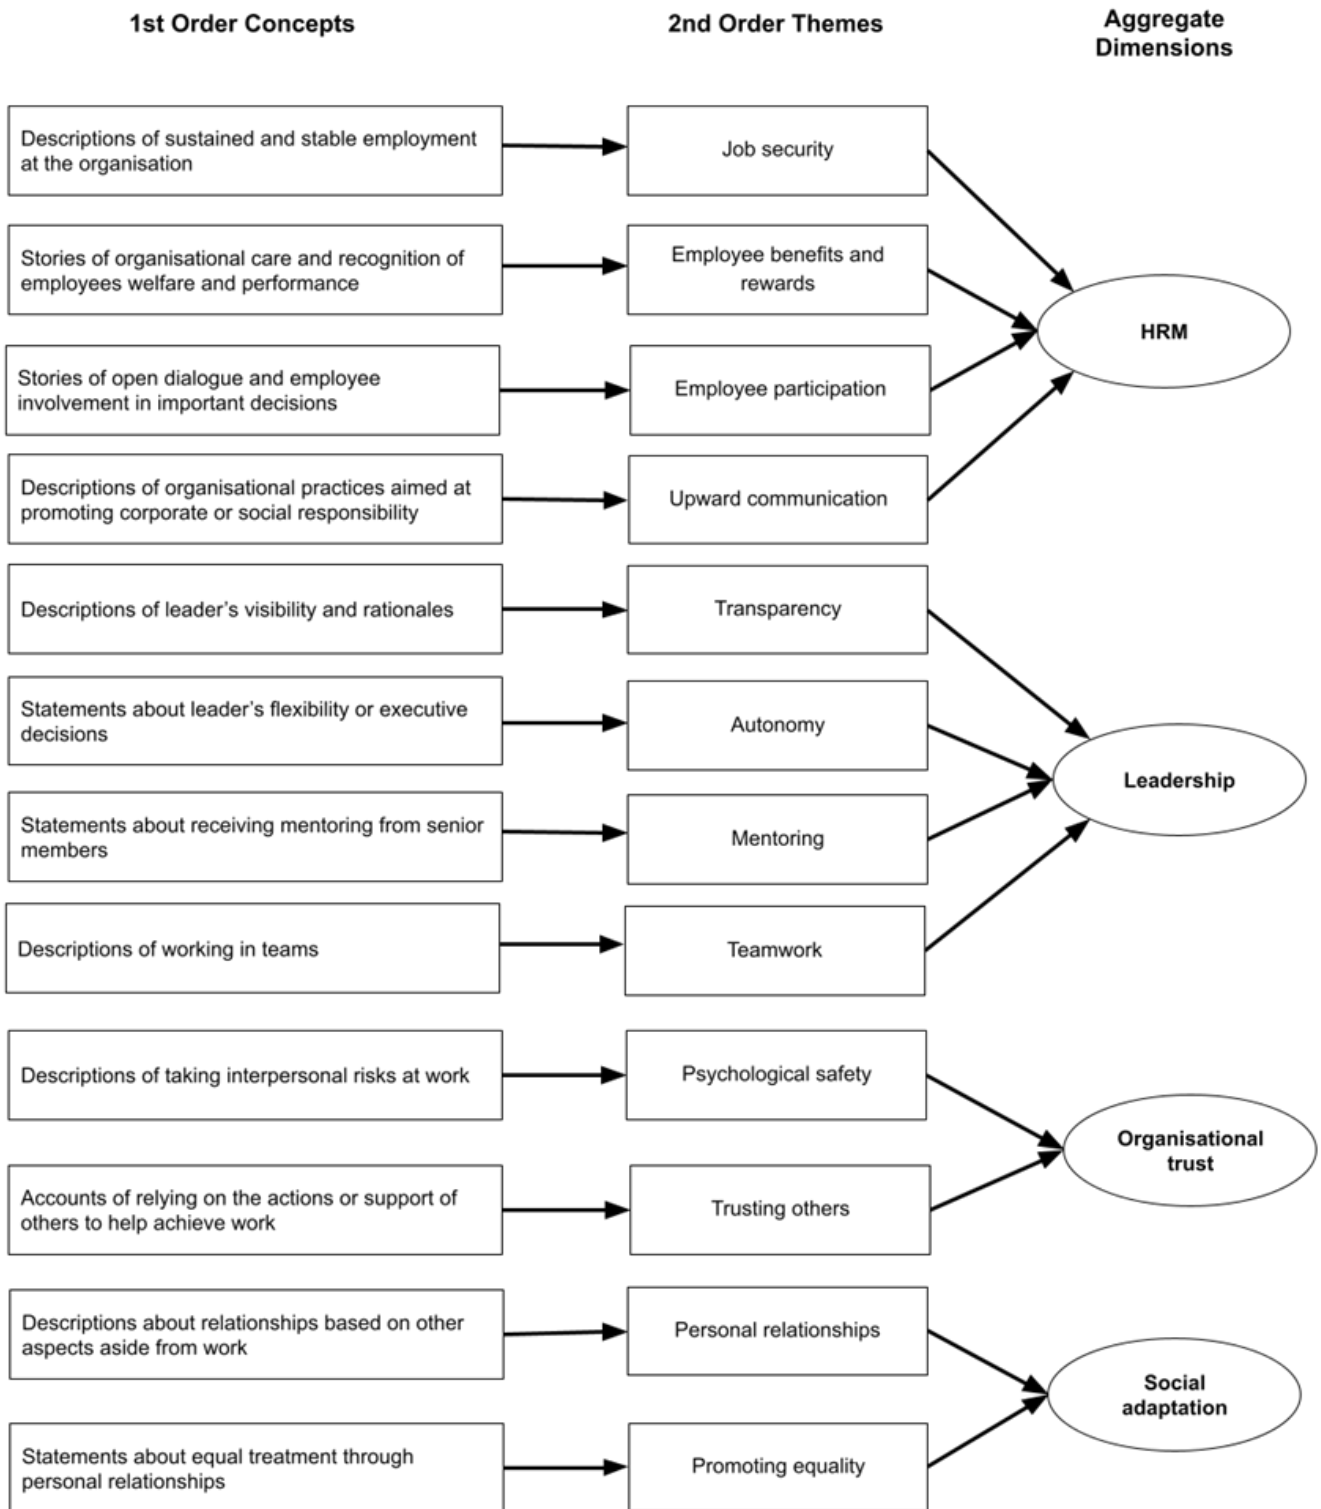 1st Order Concepts
2nd Order Themes
Aggregate
Dimensions
Descriptions of sustained and stable employment
at the organisation
Job security
Stories of organisational care and recognition of
employees welfare and performance
Employee benefits and
rewards
HRM
Stories of open dialogue and employee
involvement in important decisions
Employee participation
Descriptions of organisational practices aimed at
promoting corporate or social responsibility
Upward communication
Descriptions of leader’s visibility and rationales
Transparency
Statements about leader’s flexibility or executive
decisions
Autonomy
Leadership
Statements about receiving mentoring from senior
members
Mentoring
Descriptions of working in teams
Teamwork
Descriptions of taking interpersonal risks at work
Psychological safety
Organisational
trust
Accounts of relying on the actions or support of
others to help achieve work
Trusting others
Descriptions about relationships based on other
aspects aside from work
Personal relationships
Social
adaptation
Statements about equal treatment through
personal relationships
Promoting equality